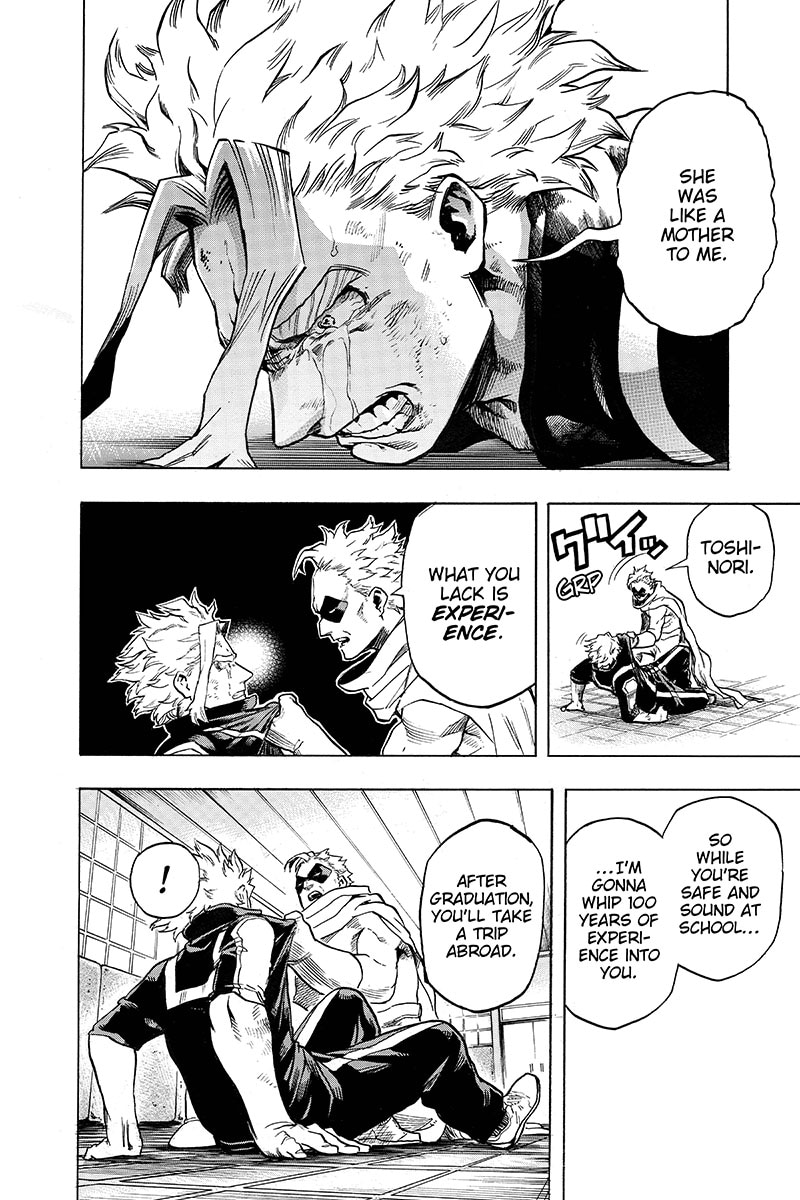 SHE
WAS
LIKE A
MOTHER
TO ME.
TOSHI-
NORI.
グイッ
GRP
WHAT YOU
LACK IS
EXPERI-
ENCE.
SO
WHILE
YOU'RE
SAFE AND
SOUND AT
SCHOOL...
...I'M
GONNA
WHIP 100
YEARS OF
EXPERI-
ENCE INTO
YOU.
AFTER
GRADUATION,
YOU'LL TAKE
A TRIP
ABROAD.
!